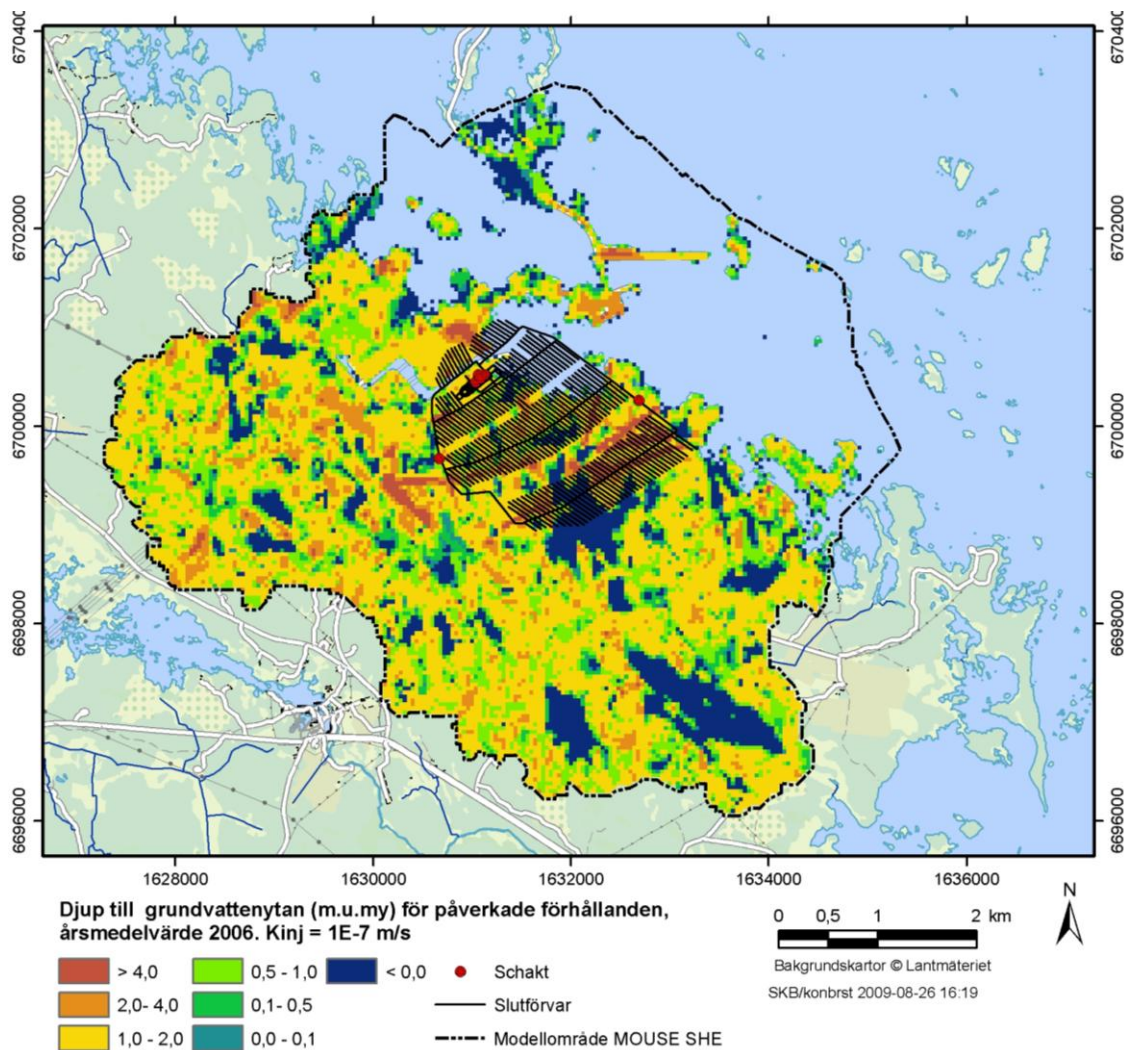 6704000
6704000
6702000
6702000
6700000
6700000
6698000
6698000
6696000
6696000
1628000 1630000 1632000 1634000 1636000
Djup till grundvattenytan (m.u.my) för påverkade förhållanden,
årsmedelvärde 2006. Kinj = 1E-7 m/s
> 4,0 0,5 - 1,0 < 0,0 Schakt
2,0- 4,0 0,1- 0,5 Slutförvar
1,0 - 2,0 0,0 - 0,1 Modellområde MOUSE SHE
N
0 0,5 1 2 km
Bakgrundskartor © Lantmäteriet
SKB/konbrst 2009-08-26 16:19